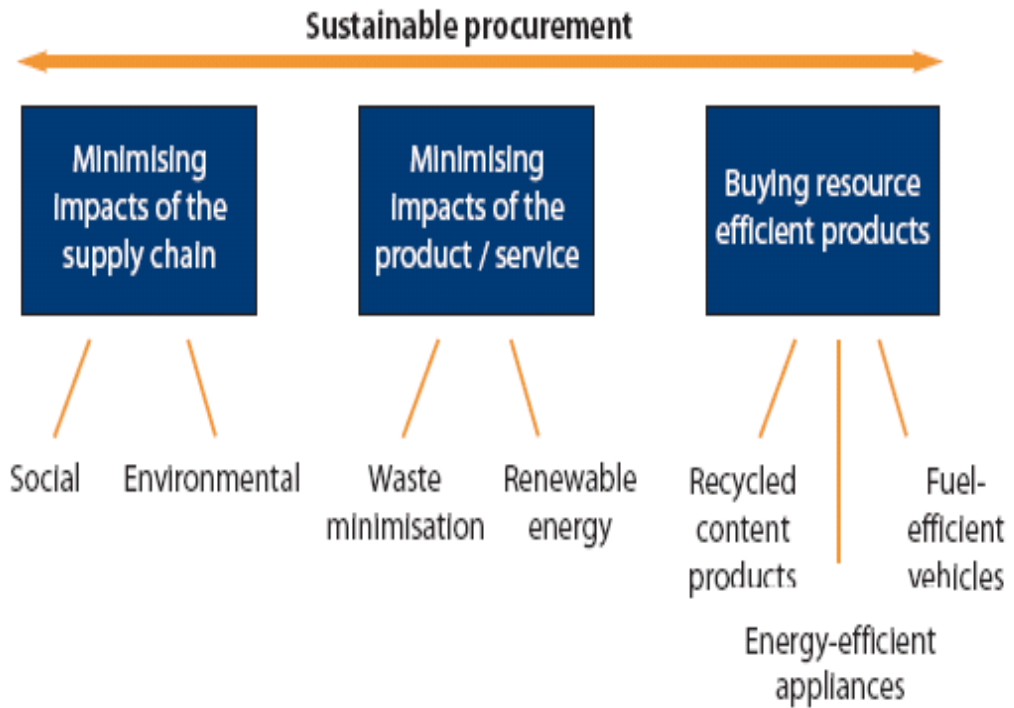 Sustainable procurement
Minimising
impacts of the
supply chain
Minimising
impacts of the
product / service
Buying resource
efficient products
Social
Environmental
Waste
minimisation
Renewable
energy
Recycled
content
products
Fuel-
efficient
vehicles
Energy-efficient
appliances